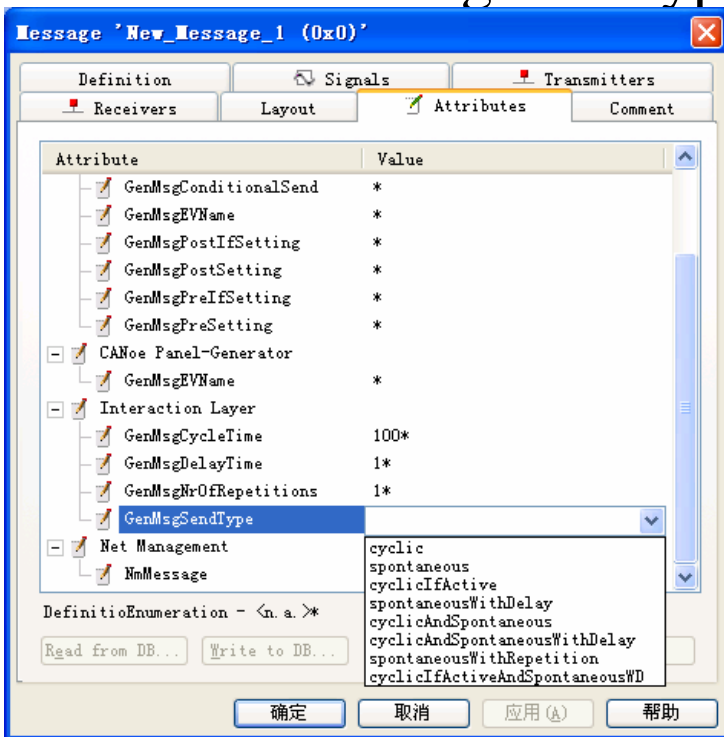 Message 'New_Message_1 (0x0)'
Definition
Signals
Transmitters
Receivers
Layout
Attributes
Comment
Attribute Value
GenMsgConditionalSend *
GenMsgEVName *
GenMsgPostIfSetting *
GenMsgPostSetting *
GenMsgPreIfSetting *
GenMsgPreSetting *
CANoe Panel-Generator
GenMsgEVName *
Interaction Layer
GenMsgCycleTime 100*
GenMsgDelayTime 1*
GenMsgNrOfRepetitions 1*
GenMsgSendType
Net Management
NmMessage
cyclic
spontaneous
cyclicIfActive
spontaneousWithDelay
cyclicAndSpontaneous
cyclicAndSpontaneousWithDelay
spontaneousWithRepetition
cyclicIfActiveAndSpontaneousWD
DefinitioEnumeration - <n.a.>*
Read from DB...
Write to DB...
确定
取消
应用(A)
帮助